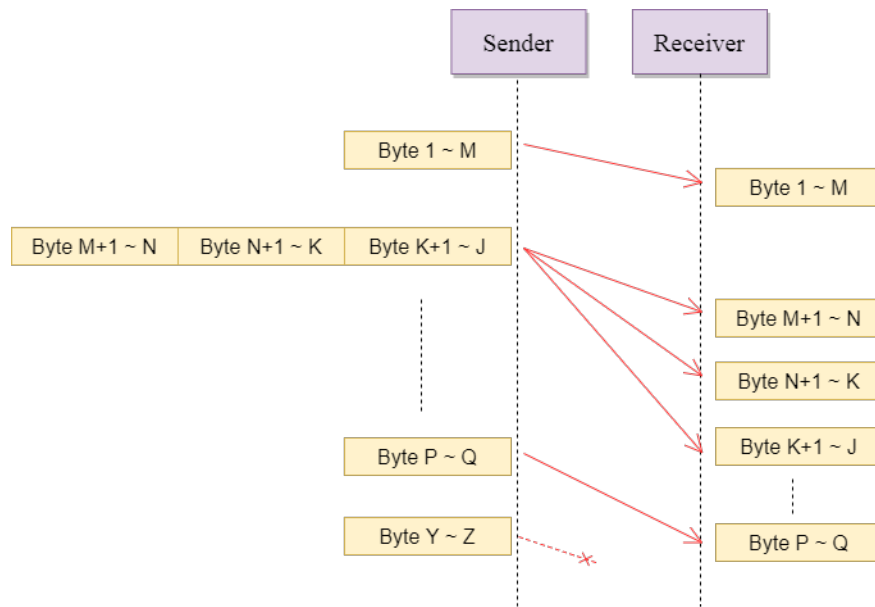 Sender
Receiver
Byte 1 ~ M
Byte 1 ~ M
Byte M+1 ~ N
Byte N+1 ~ K
Byte K+1 ~ J
Byte M+1 ~ N
Byte N+1 ~ K
Byte K+1 ~ J
Byte P ~ Q
Byte Y ~ Z
Byte P ~ Q